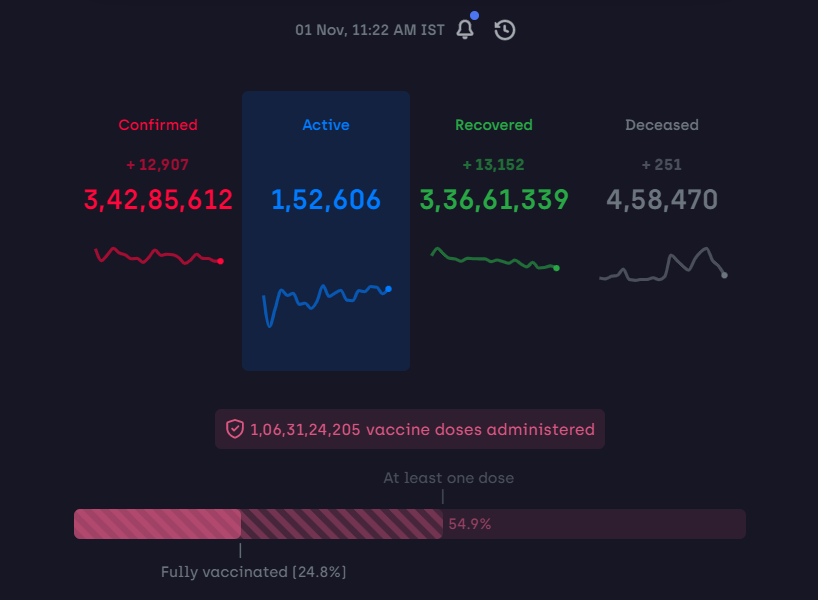 01 Nov, 11:22 AM IST
Confirmed Active Recovered Deceased
+ 12,907 + 13,152 + 251
3,42,85,612 1,52,606 3,36,61,339 4,58,470
1,06,31,24,205 vaccine doses administered
At least one dose
54.9%
Fully vaccinated (24.8%)